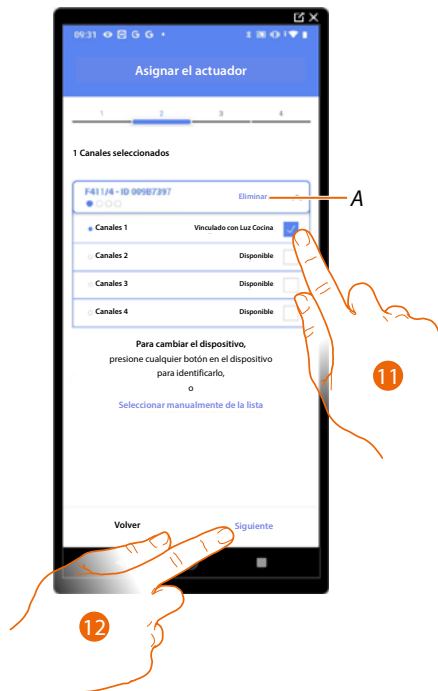 09:31 G G
Asignar el actuador
1 2 3 4
1 Canales seleccionados
F411/4 - ID 009B7397
Eliminar
A
Canales 1 Vinculado con Luz Cocina
Canales 2 Disponible
Canales 3 Disponible
Canales 4 Disponible
Para cambiar el dispositivo,
presione cualquier botón en el dispositivo
para identificarlo,
o
Seleccionar manualmente de la lista
11
Volver Siguiente
12